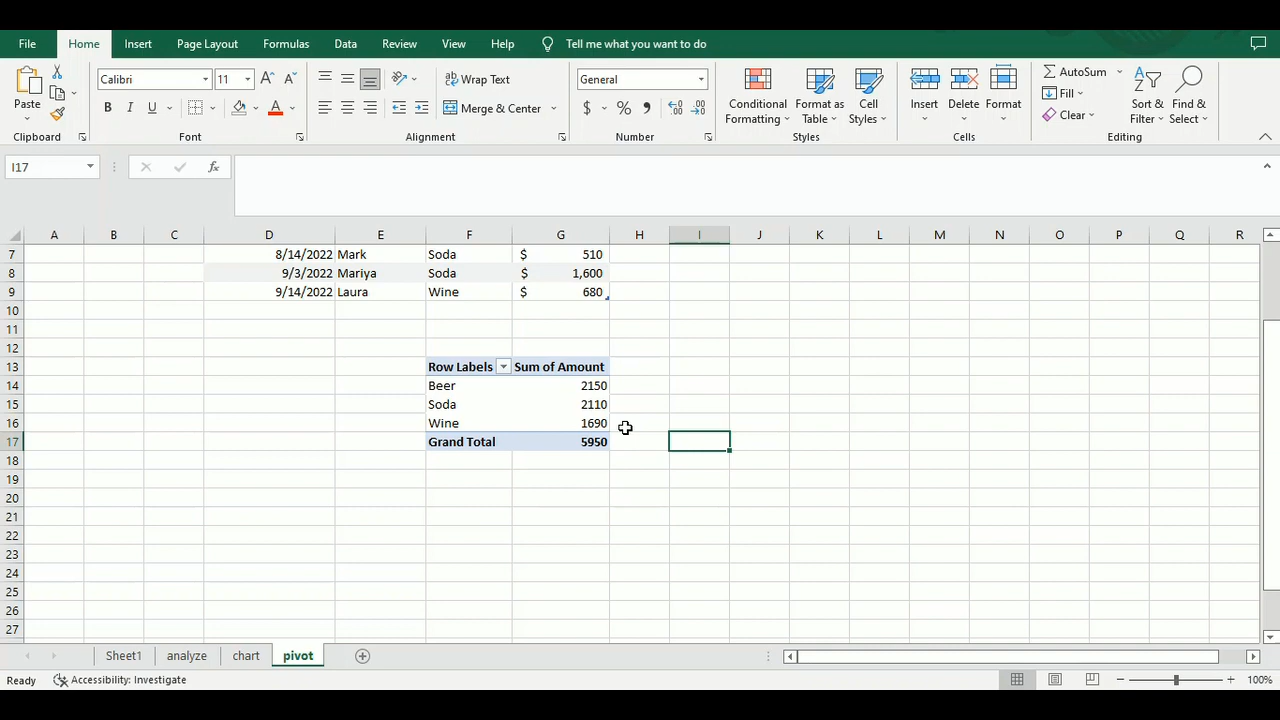 File Home Insert Page Layout Formulas Data Review View Help Tell me what you want to do
Paste
Clipboard
Calibri 11
A A
B I U A
Font
ab Wrap Text
Merge & Center
Alignment
General
$ % ,
Number
Conditional Formatting
Format as Table
Cell Styles
Styles
Insert Delete Format
Cells
AutoSum
Fill
Clear
Sort & Filter
Find & Select
Editing
I17 fx
A B C D E F G H I J K L M N O P Q R
7 8/14/2022 Mark Soda $ 510
8 9/3/2022 Mariya Soda $ 1,600
9 9/14/2022 Laura Wine $ 680
10
11
12
13 Row Labels Sum of Amount
14 Beer 2150
15 Soda 2110
16 Wine 1690
17 Grand Total 5950
18
19
20
21
22
23
24
25
26
27
Sheet1 analyze chart pivot
Ready Accessibility: Investigate 100%